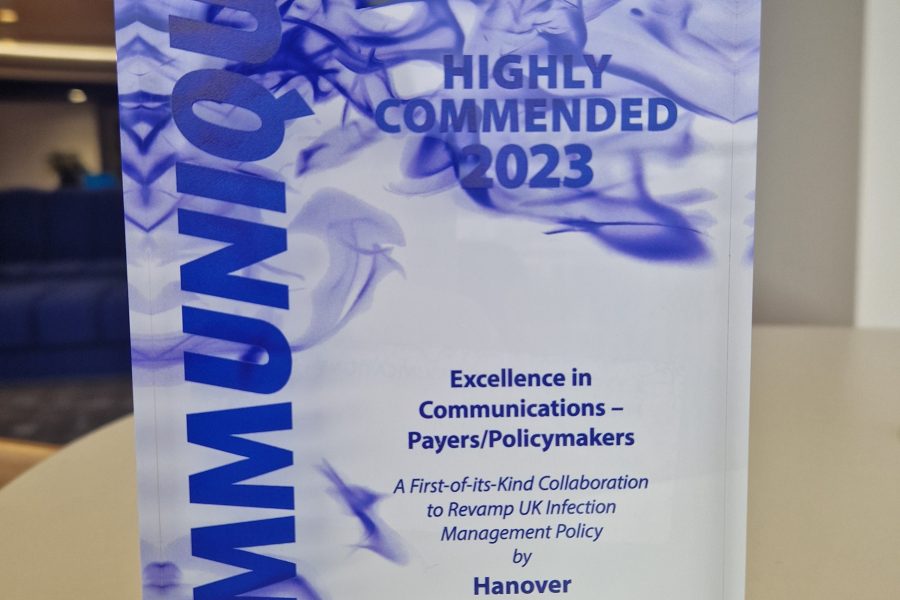 MMUNIQU
HIGHLY
COMMENDED
2023
Excellence in
Communications –
Payers/Policymakers
A First-of-its-Kind Collaboration
to Revamp UK Infection
Management Policy
by
Hanover